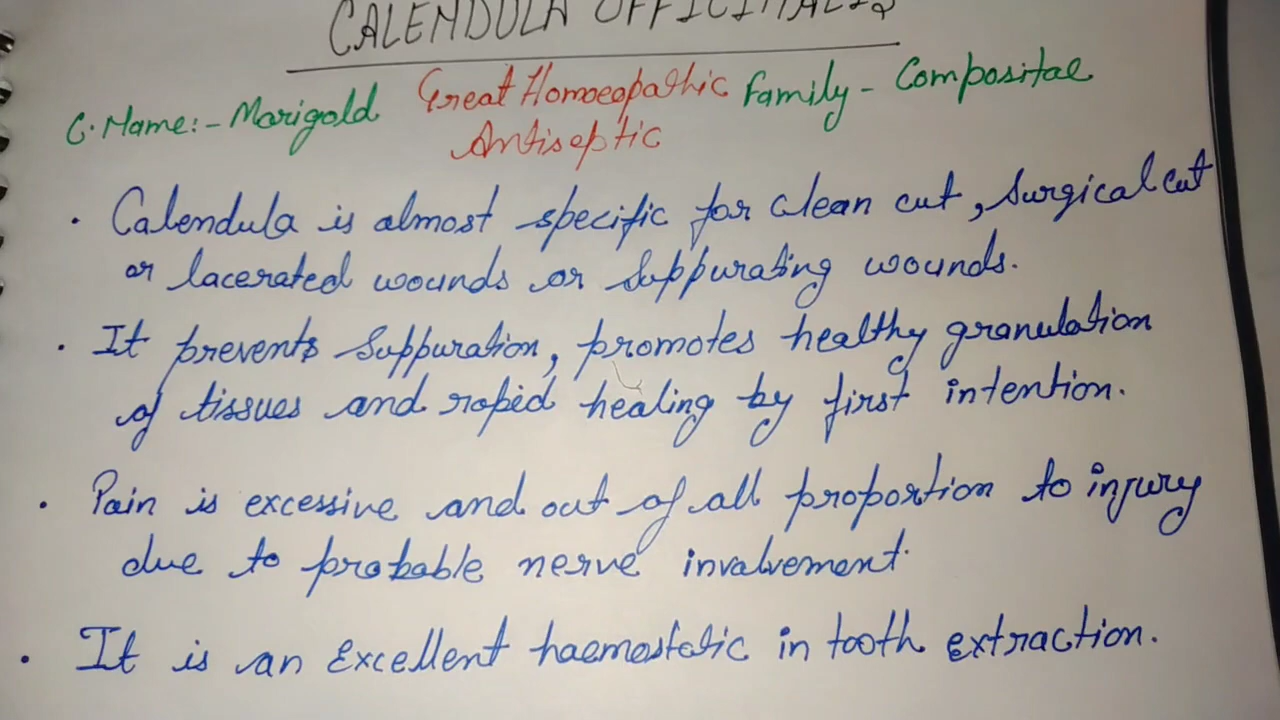 CALENDULA OFFICINALIS
C. Name:- Marigold Great Homoeopathic Family - Compositae
Antiseptic
• Calendula is almost specific for clean cut, Surgical cut
or lacerated wounds or Suppurating wounds.
• It prevents Suppuration, promotes healthy granulation
of tissues and rapid healing by first intention.
• Pain is excessive and out of all proportion to injury
due to probable nerve involvement.
• It is an Excellent haemostatic in tooth extraction.